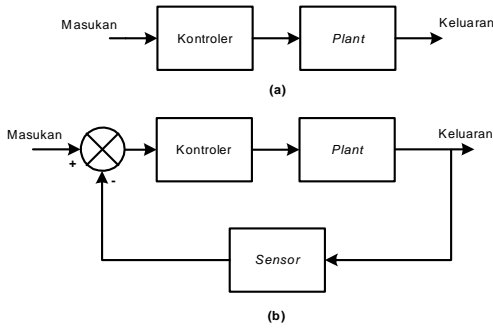 Masukan
Keluaran
Kontroler
Plant
(a)
Masukan
Keluaran
+
-
Kontroler
Plant
Sensor
(b)